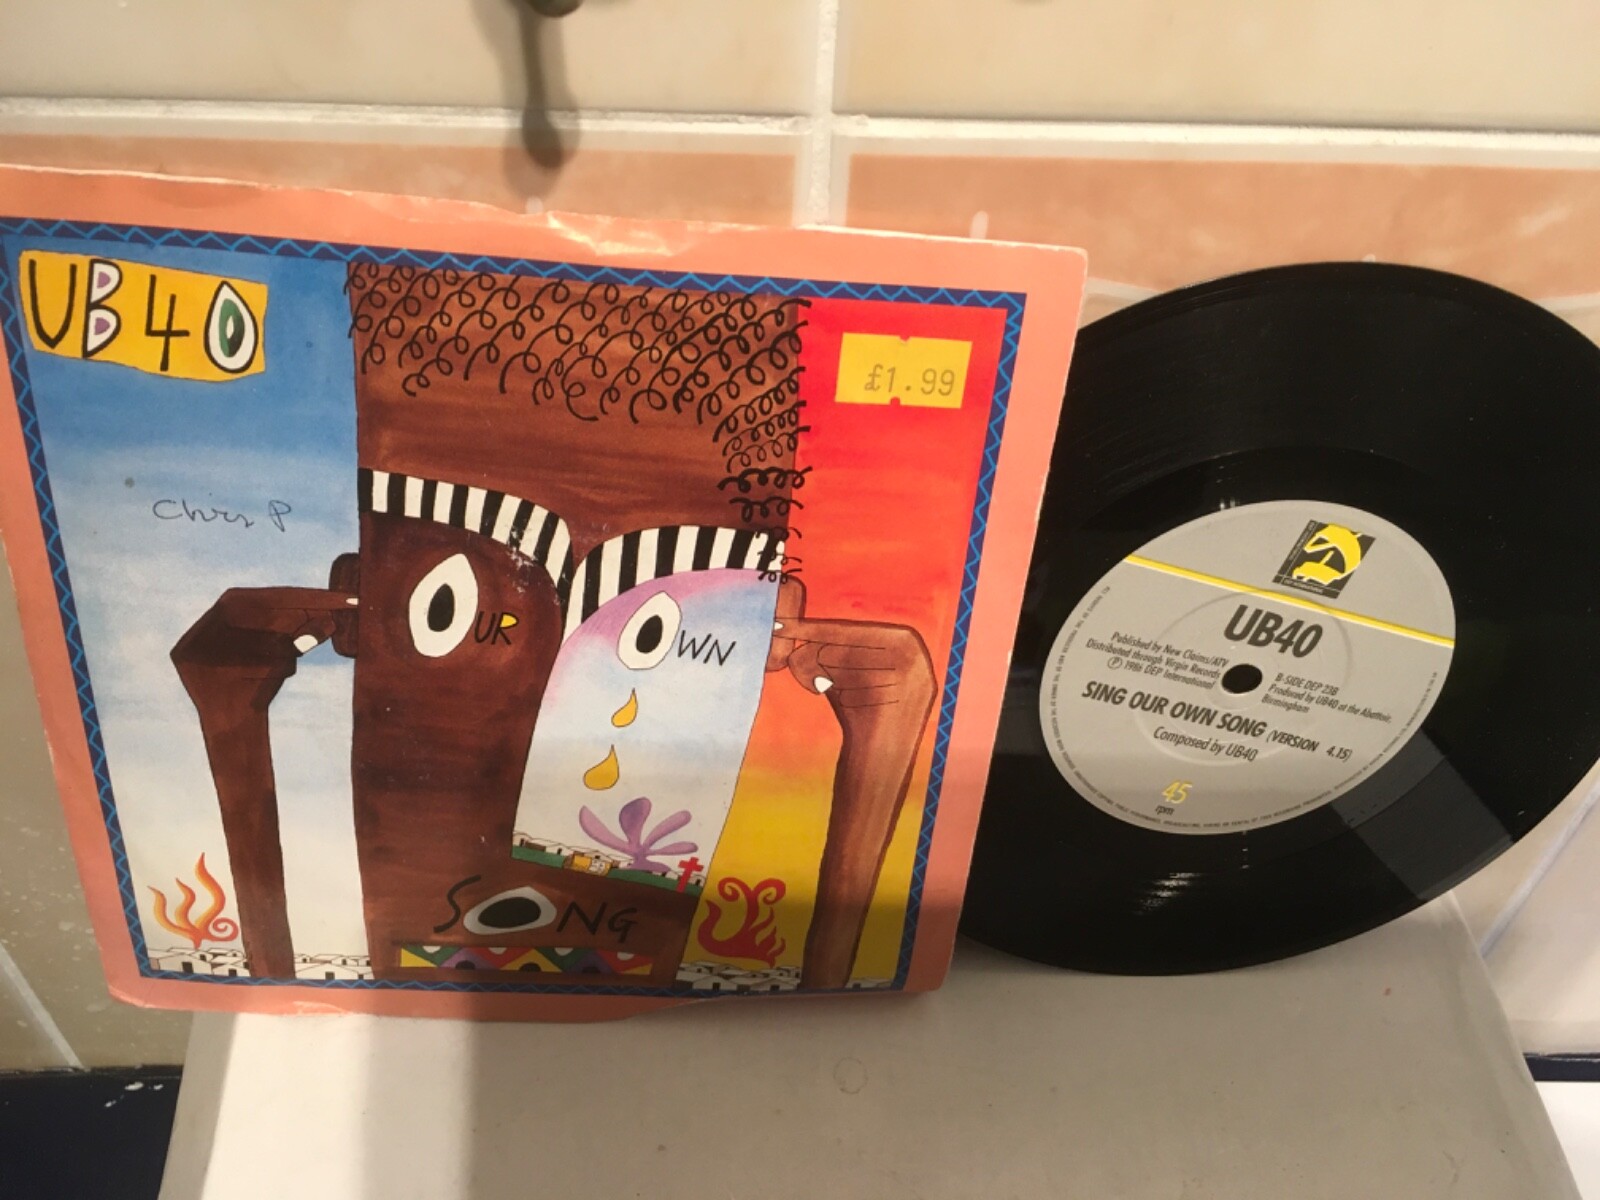 UB40
£1.99
Chris P
OUR
OWN
SONG
UB40
Published by New Claims/ATV
Distributed through Virgin Records
Ⓟ 1986 DEP International
B-SIDE DEP 23B
Produced by UB40 at the Abattoir,
Birmingham
SING OUR OWN SONG (VERSION 4.15)
Composed by UB40
45
rpm